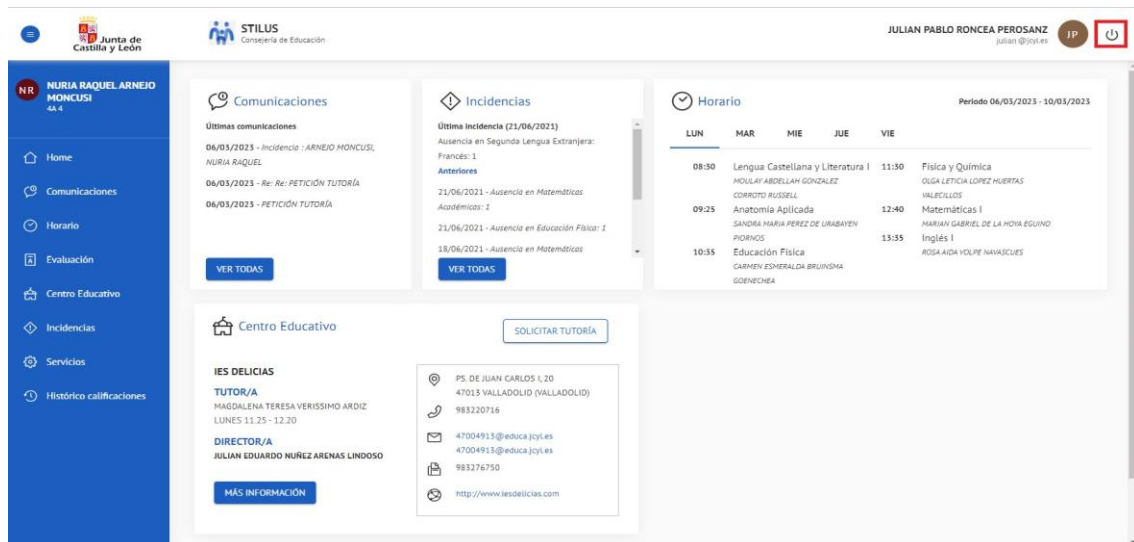 Junta de
Castilla y León
STILUS
Consejería de Educación
JULIAN PABLO RONCEA PEROSANZ
julian @jcyl.es
JP
NR
NURIA RAQUEL ARNEJO
MONCUSI
4A 4
Home
Comunicaciones
Horario
Evaluación
Centro Educativo
Incidencias
Servicios
Histórico calificaciones
Comunicaciones
Últimas comunicaciones
06/03/2023 - Incidencia : ARNEJO MONCUSI,
NURIA RAQUEL
06/03/2023 - Re: Re: PETICIÓN TUTORÍA
06/03/2023 - PETICIÓN TUTORÍA
VER TODAS
Incidencias
Última incidencia (21/06/2021)
Ausencia en Segunda Lengua Extranjera:
Francés: 1
Anteriores
21/06/2021 - Ausencia en Matemáticas
Académicas: 1
21/06/2021 - Ausencia en Educación Física: 1
18/06/2021 - Ausencia en Matemáticas
VER TODAS
Horario
Periodo 06/03/2023 - 10/03/2023
LUN MAR MIE JUE VIE
08:30 Lengua Castellana y Literatura I
MOULAY ABDELLAH GONZALEZ
CORROTO RUSSELL
09:25 Anatomía Aplicada
SANDRA MARIA PEREZ DE URABAYEN
PIORNOS
10:35 Educación Física
CARMEN ESMERALDA BRUINSMA
GOENECHEA
11:30 Física y Química
OLGA LETICIA LOPEZ HUERTAS
VALECILLOS
12:40 Matemáticas I
MARIAN GABRIEL DE LA HOYA EGUINO
13:35 Inglés I
ROSA AIDA VOLPE NAVASCUES
Centro Educativo
SOLICITAR TUTORÍA
IES DELICIAS
TUTOR/A
MAGDALENA TERESA VERISSIMO ARDIZ
LUNES 11.25 - 12.20
DIRECTOR/A
JULIAN EDUARDO NUÑEZ ARENAS LINDOSO
MÁS INFORMACIÓN
PS. DE JUAN CARLOS I, 20
47013 VALLADOLID (VALLADOLID)
983220716
47004913@educa.jcyl.es
47004913@educa.jcyl.es
983276750
http://www.iesdelicias.com